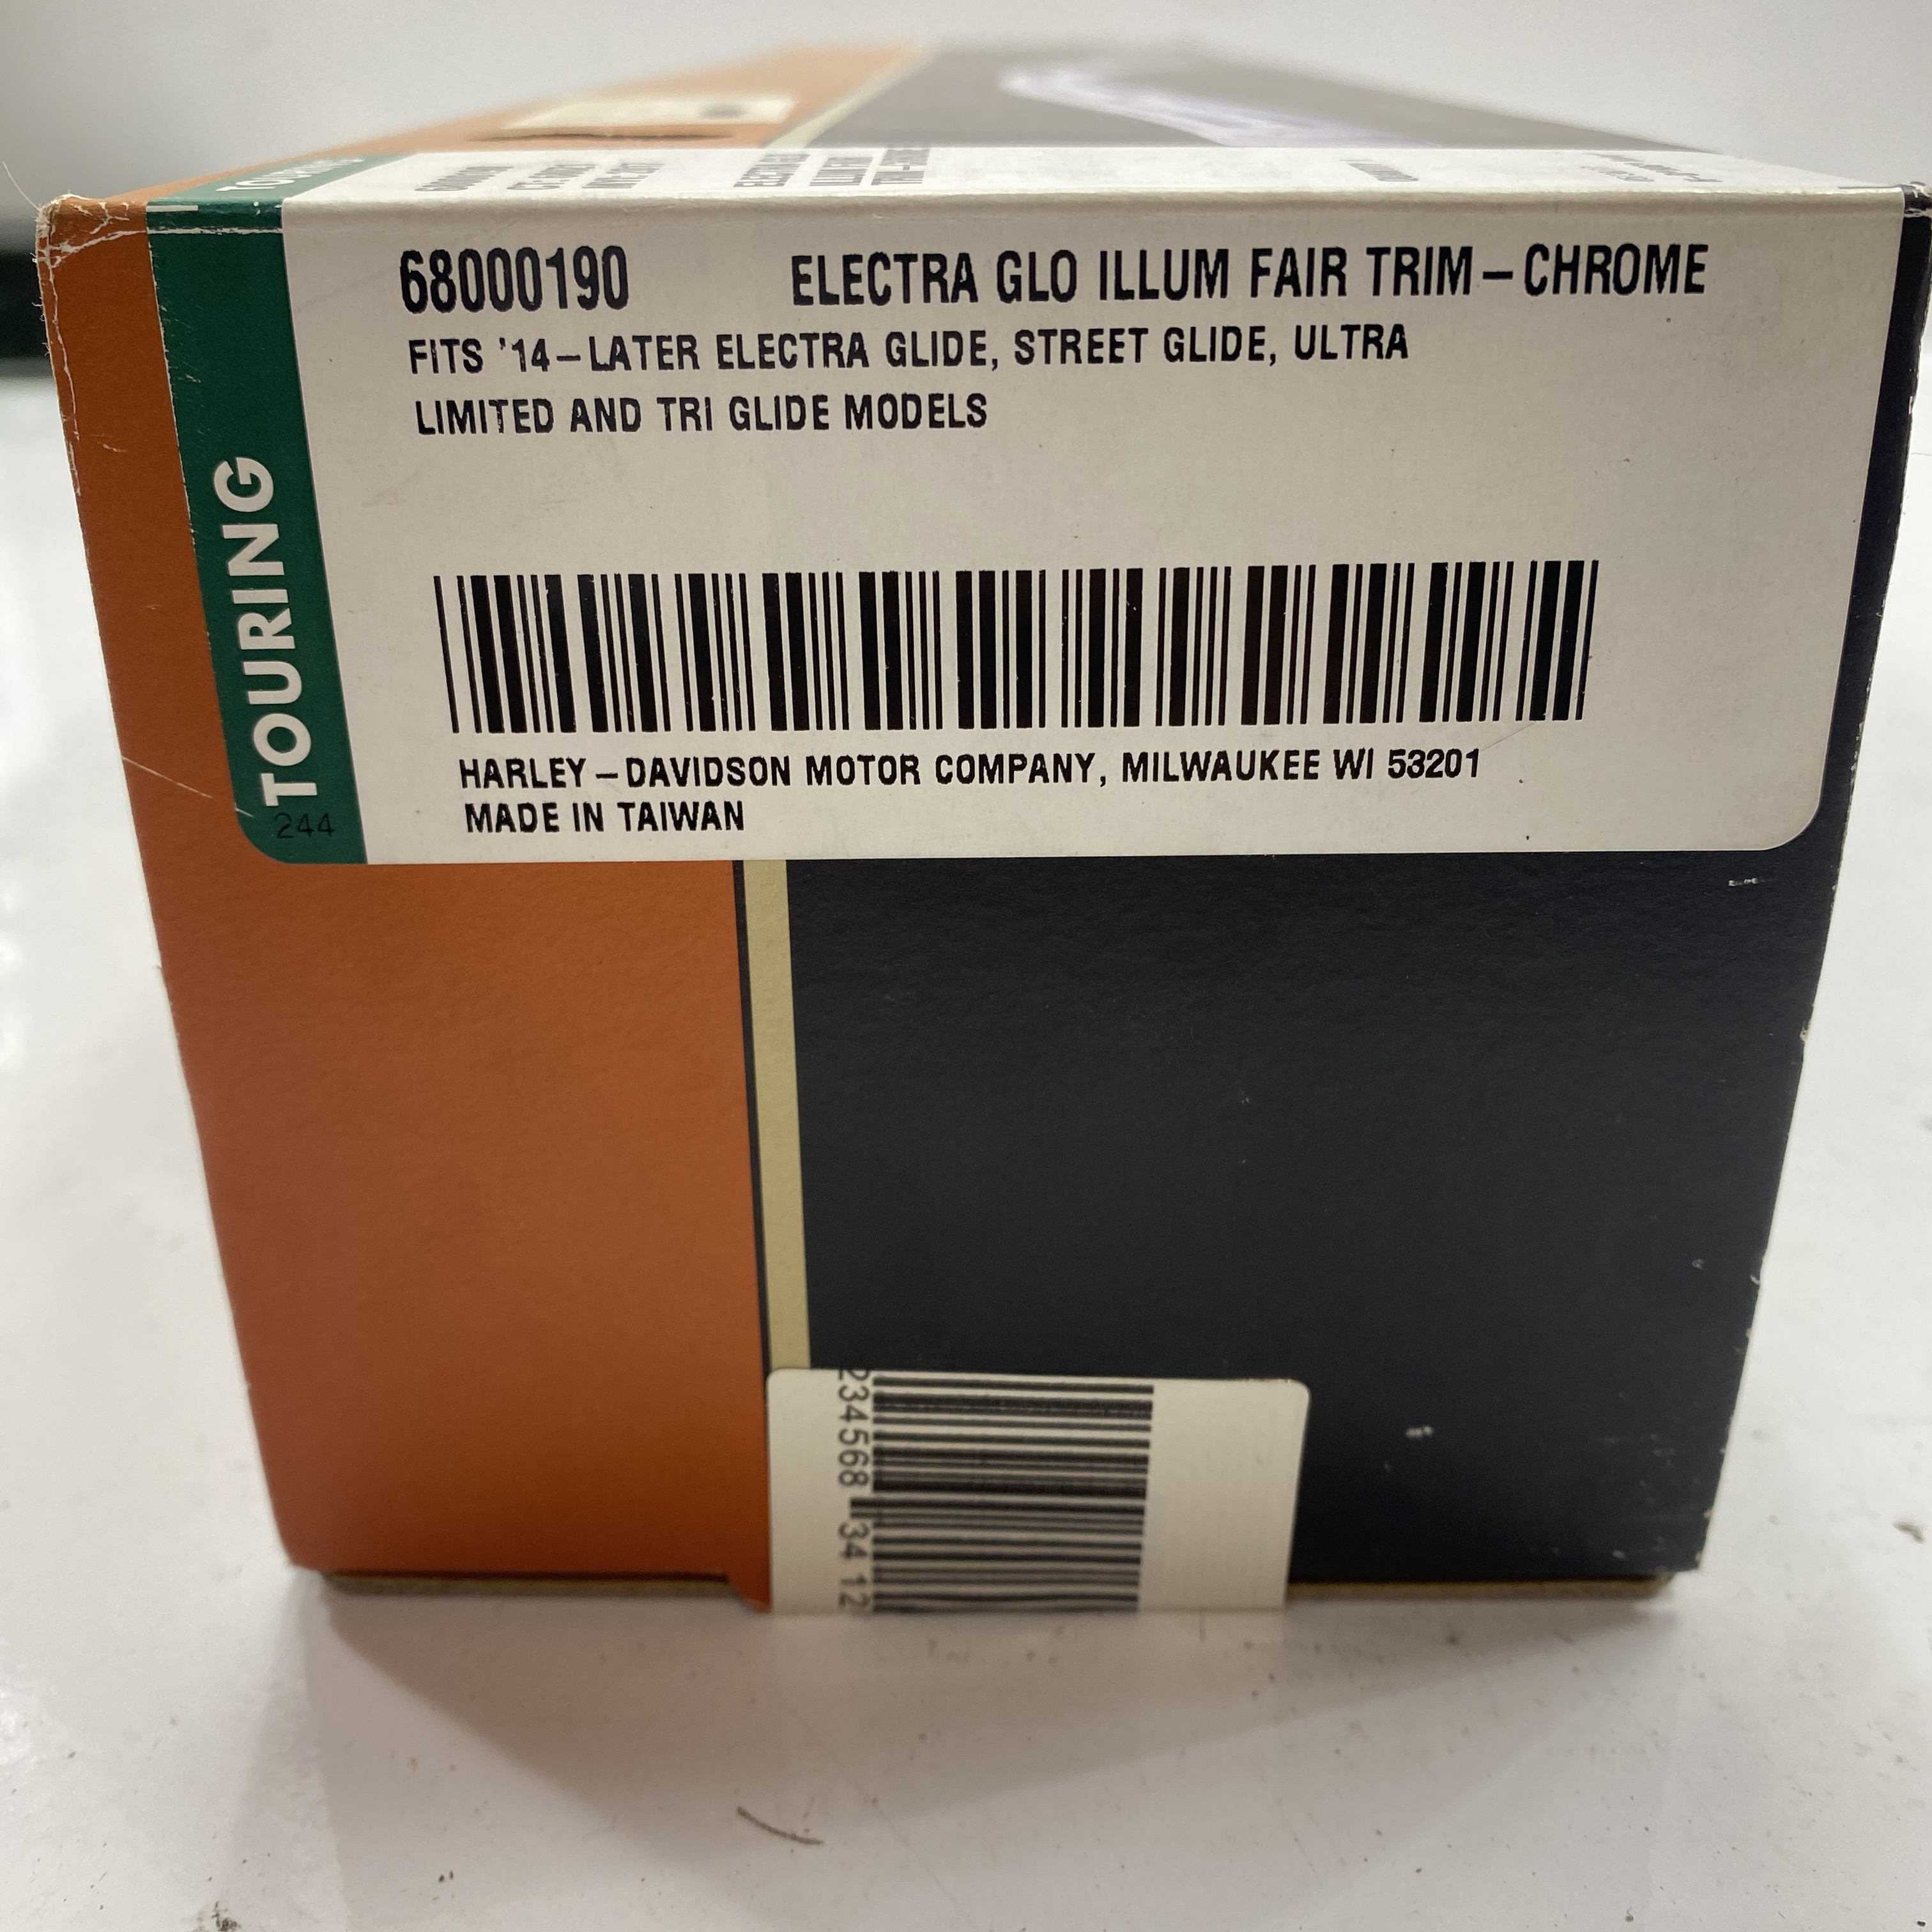 TOURING
68000190 ELECTRA GLO ILLUM FAIR TRIM-CHROME
FITS '14-LATER ELECTRA GLIDE, STREET GLIDE, ULTRA
LIMITED AND TRI GLIDE MODELS
TOURING
244
HARLEY-DAVIDSON MOTOR COMPANY, MILWAUKEE WI 53201
MADE IN TAIWAN
234568 34 12